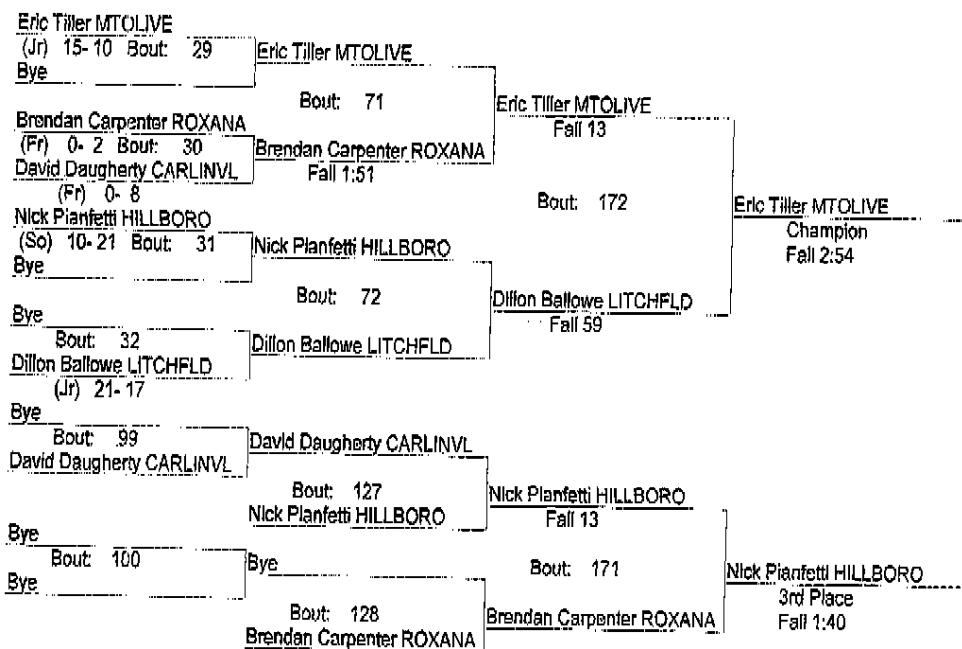 Eric Tiller MTOLIVE
(Jr) 15- 10 Bout: 29
Bye
Eric Tiller MTOLIVE
Bout: 71
Brendan Carpenter ROXANA
(Fr) 0- 2 Bout: 30
David Daugherty CARLINVL
(Fr) 0- 8
Brendan Carpenter ROXANA
Fall 1:51
Eric Tiller MTOLIVE
Fall 13
Bout: 172
Nick Pianfetti HILLBORO
(So) 10- 21 Bout: 31
Bye
Nick Pianfetti HILLBORO
Bout: 72
Bye
Bout: 32
Dillon Ballowe LITCHFLD
(Jr) 21- 17
Dillon Ballowe LITCHFLD
Dillon Ballowe LITCHFLD
Fall 59
Eric Tiller MTOLIVE
Champion
Fall 2:54
Bye
Bout: 99
David Daugherty CARLINVL
David Daugherty CARLINVL
Bout: 127
Nick Pianfetti HILLBORO
Nick Pianfetti HILLBORO
Fall 13
Bout: 171
Bye
Bout: 100
Bye
Bye
Bout: 128
Brendan Carpenter ROXANA
Brendan Carpenter ROXANA
Nick Pianfetti HILLBORO
3rd Place
Fall 1:40